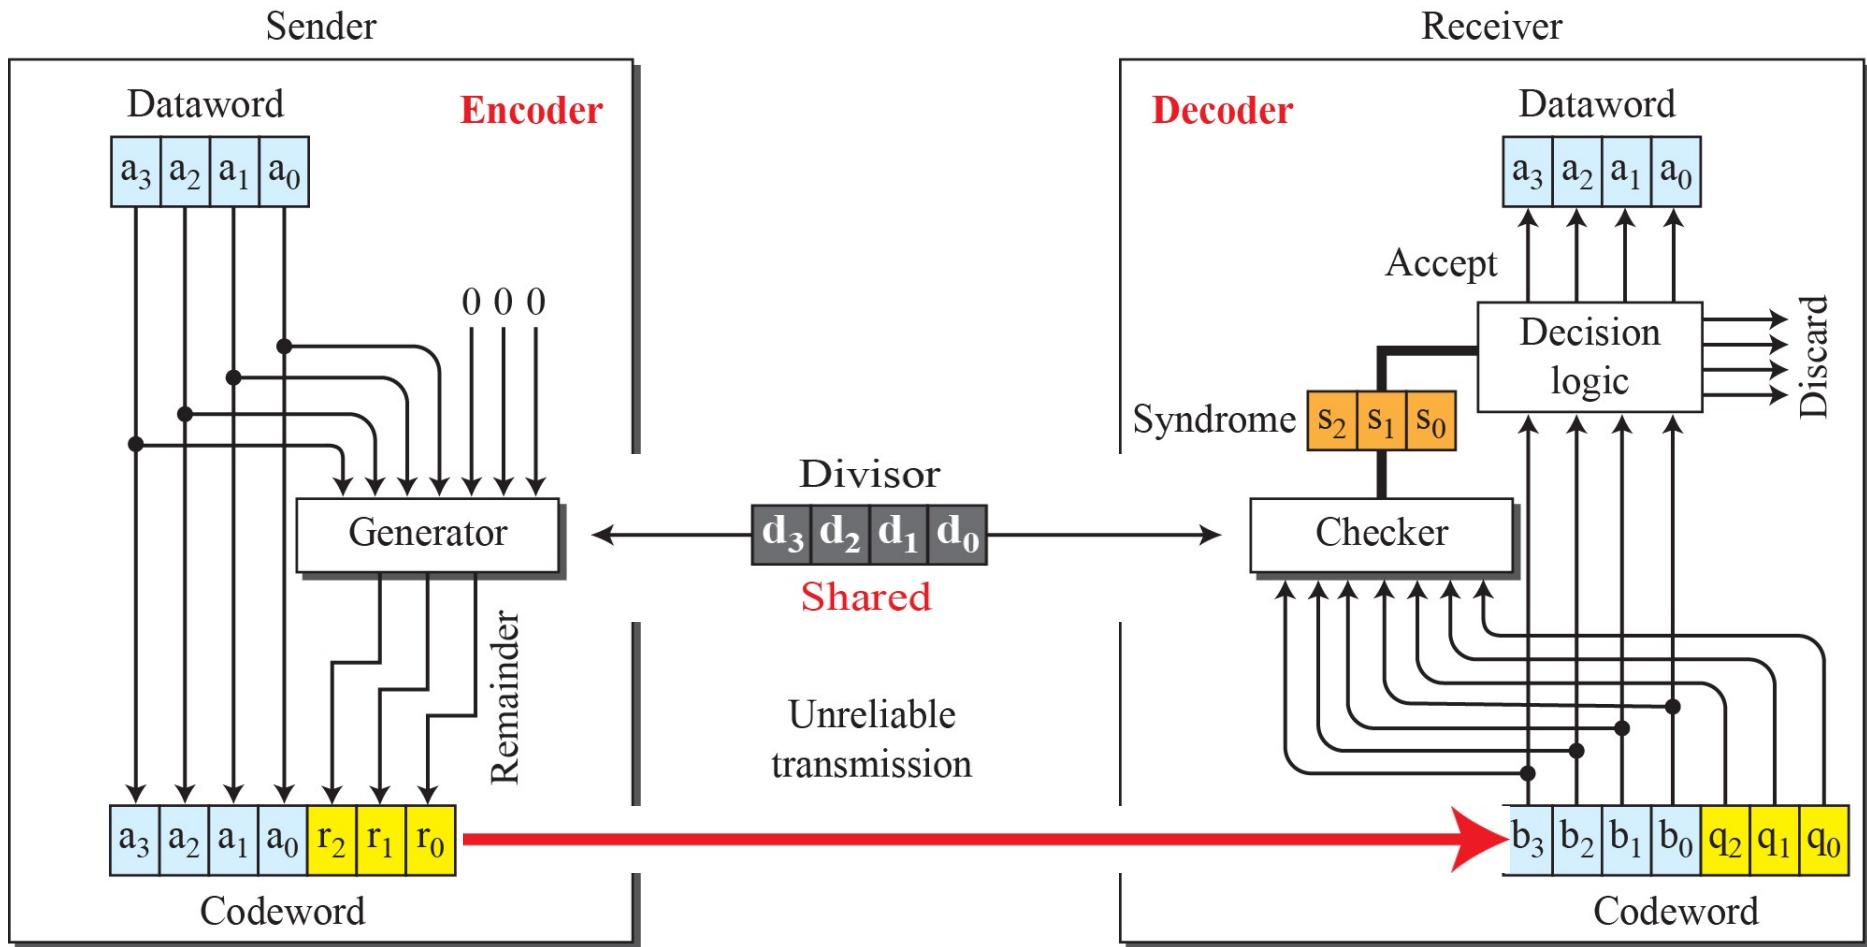 Sender
Receiver
Dataword
Encoder
a3 a2 a1 a0
0 0 0
Generator
Remainder
a3 a2 a1 a0 r2 r1 r0
Codeword
Divisor
d3 d2 d1 d0
Shared
Unreliable
transmission
Decoder
Dataword
a3 a2 a1 a0
Accept
Decision
logic
Discard
Syndrome
s2 s1 s0
Checker
b3 b2 b1 b0 q2 q1 q0
Codeword